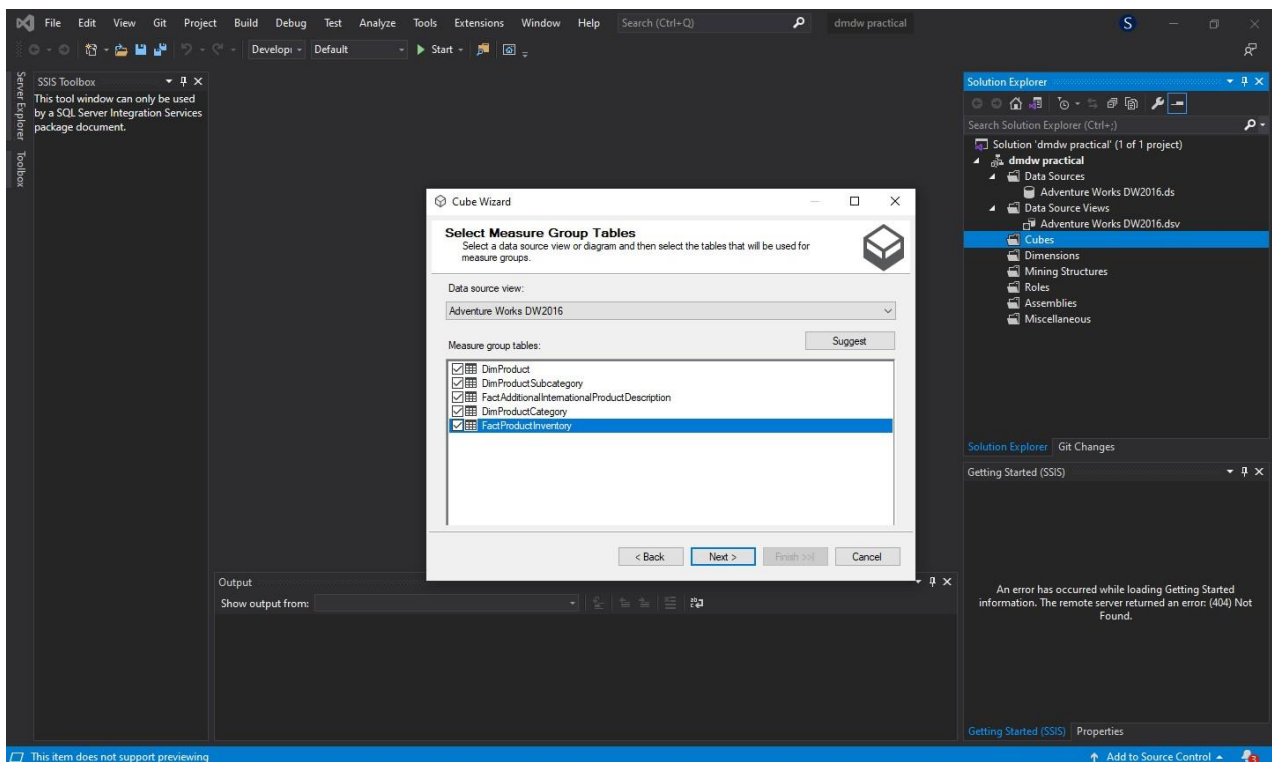 File Edit View Git Project Build Debug Test Analyze Tools Extensions Window Help Search (Ctrl+Q) dmdw practical S
Develop Default Start
Server Explorer
Toolbox
SSIS Toolbox
This tool window can only be used
by a SQL Server Integration Services
package document.
Cube Wizard
Select Measure Group Tables
Select a data source view or diagram and then select the tables that will be used for
measure groups.
Data source view:
Adventure Works DW2016
Measure group tables:
Suggest
DimProduct
DimProductSubcategory
FactAdditionalInternationalProductDescription
DimProductCategory
FactProductInventory
< Back Next > Finish >>| Cancel
Output
Show output from:
Solution Explorer
Search Solution Explorer (Ctrl+;)
Solution 'dmdw practical' (1 of 1 project)
dmdw practical
Data Sources
Adventure Works DW2016.ds
Data Source Views
Adventure Works DW2016.dsv
Cubes
Dimensions
Mining Structures
Roles
Assemblies
Miscellaneous
Solution Explorer Git Changes
Getting Started (SSIS)
An error has occurred while loading Getting Started
information. The remote server returned an error: (404) Not
Found.
Getting Started (SSIS) Properties
This item does not support previewing Add to Source Control 3